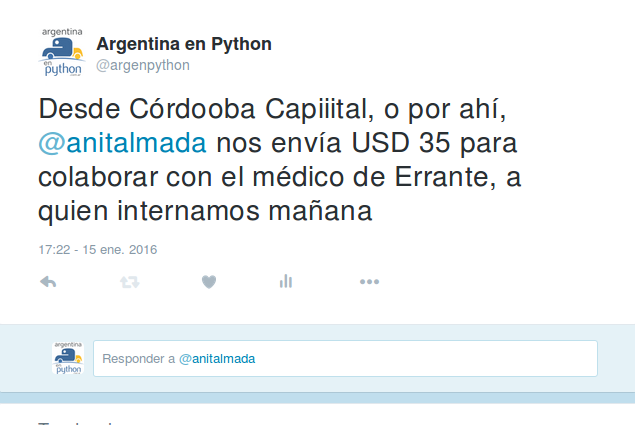 argentina
en
python
Argentina en Python
@argenpython
Desde Córdooba Capiiital, o por ahí,
@anitalmada nos envía USD 35 para
colaborar con el médico de Errante, a
quien internamos mañana
17:22 - 15 ene. 2016
argentina
en
python
Responder a @anitalmada